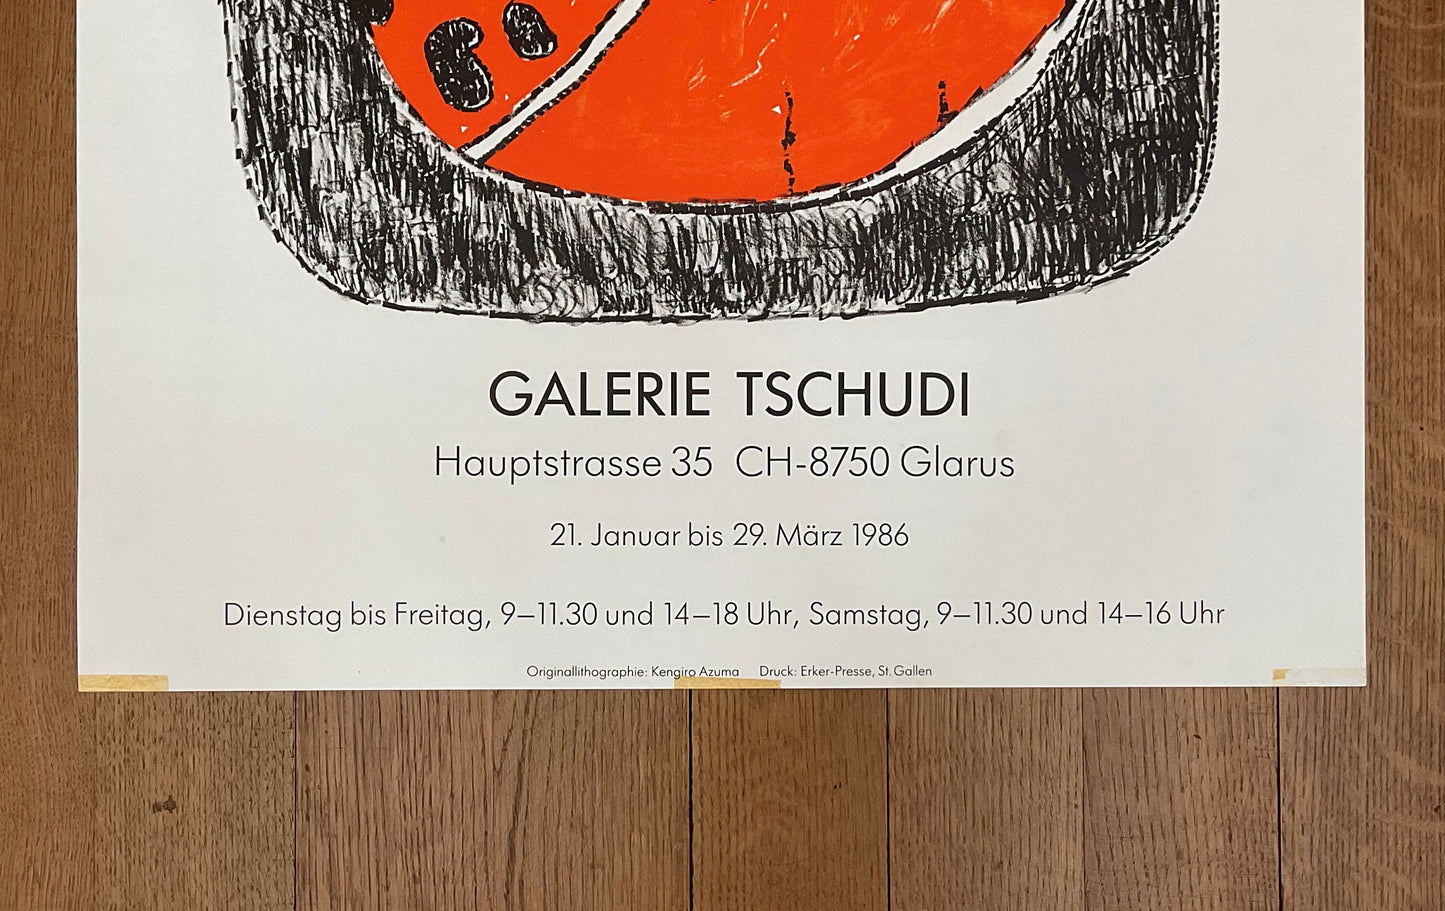 GALERIE TSCHUDI
Hauptstrasse 35 CH-8750 Glarus
21. Januar bis 29. März 1986
Dienstag bis Freitag, 9–11.30 und 14–18 Uhr, Samstag, 9–11.30 und 14–16 Uhr
Originallithographie: Kengiro Azuma Druck: Erker-Presse, St. Gallen